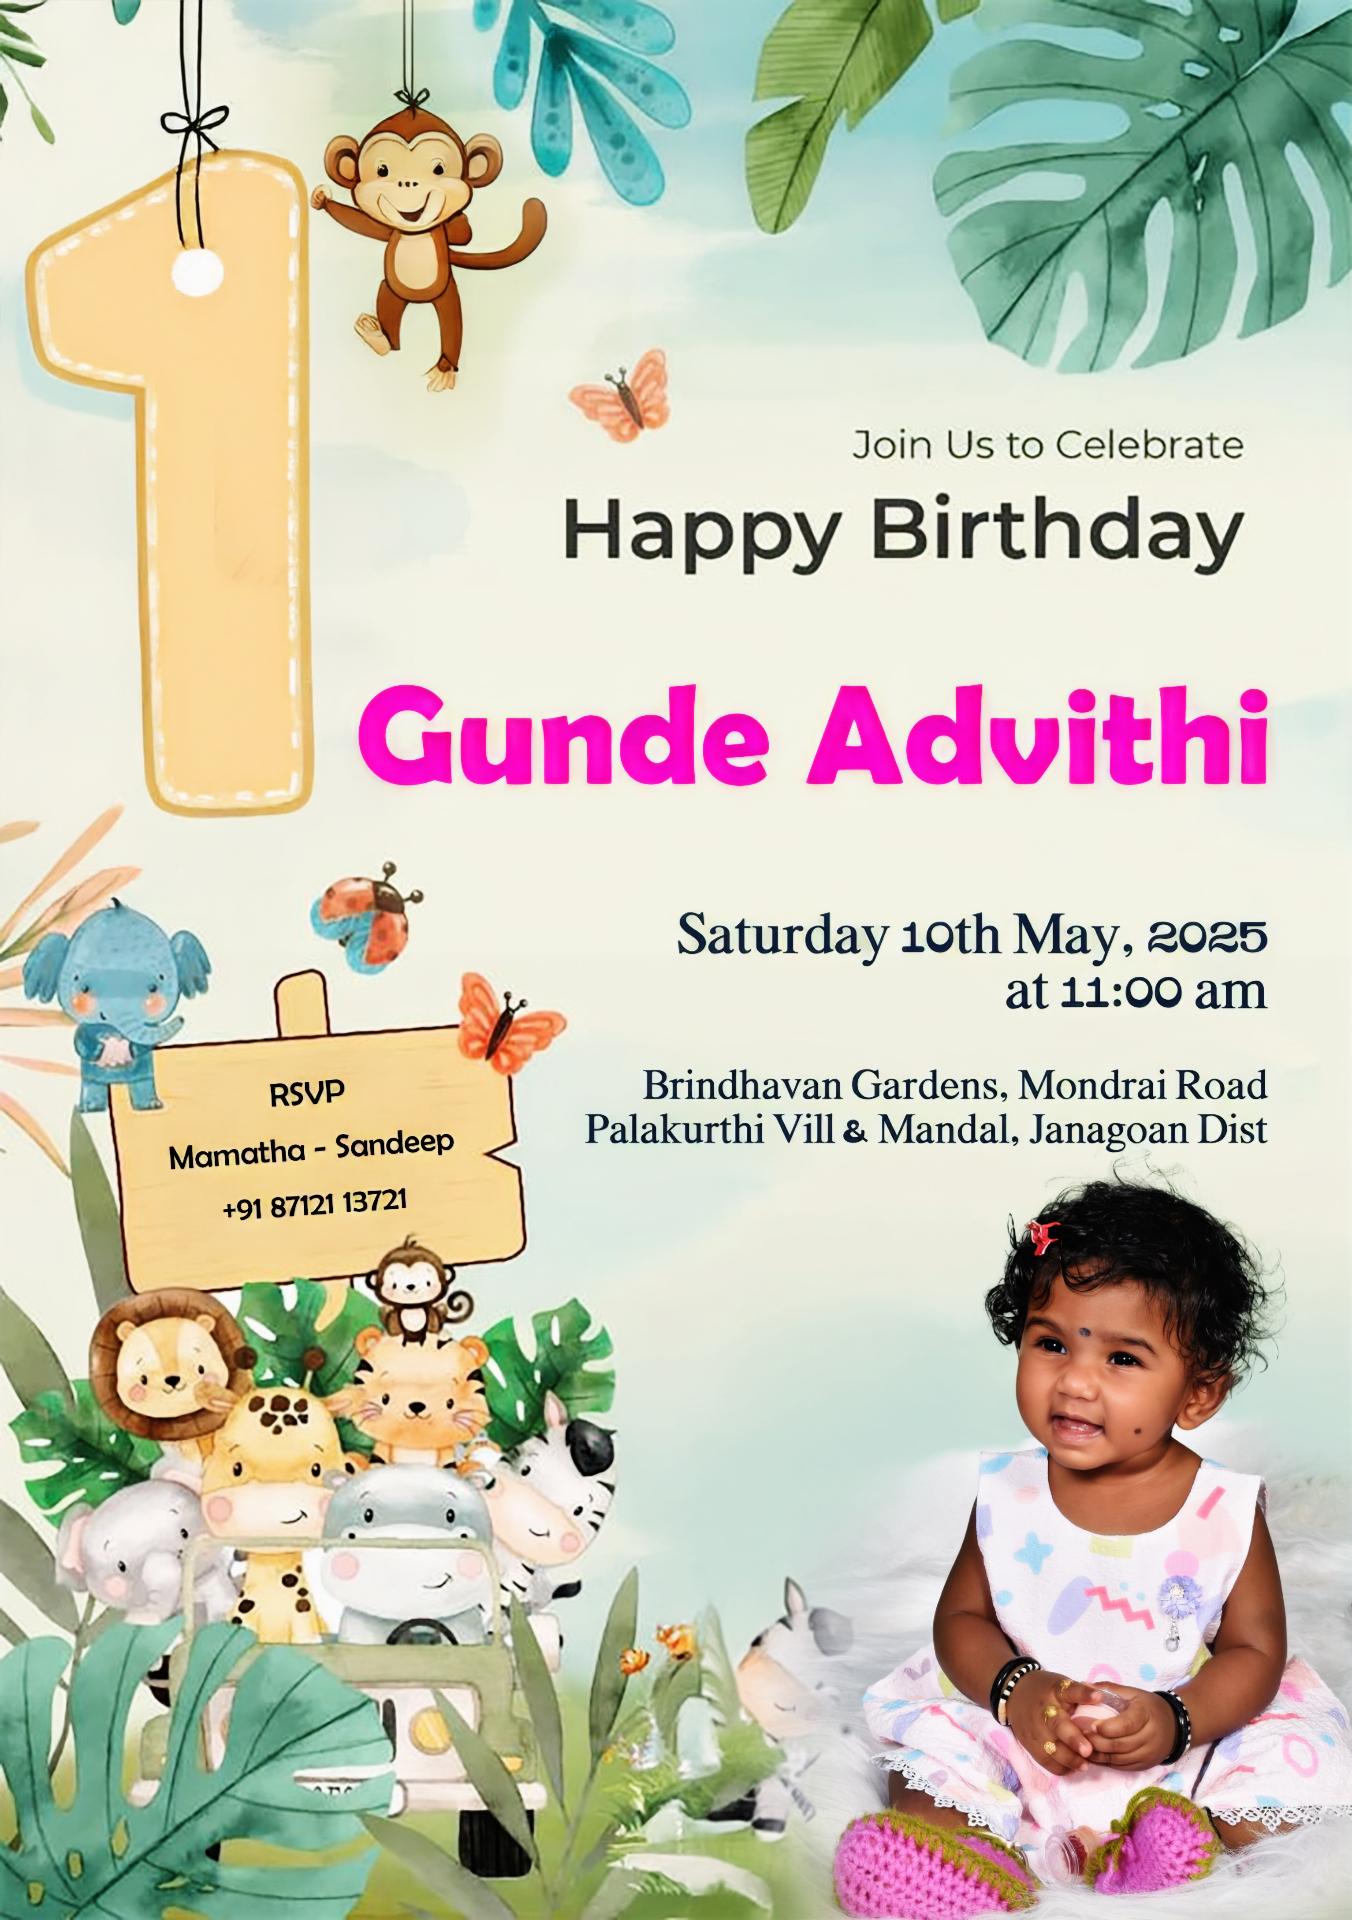 Join Us to Celebrate
Happy Birthday
Gunde Advithi
Saturday 10th May, 2025
at 11:00 am
Brindhavan Gardens, Mondrai Road
Palakurthi Vill & Mandal, Janagoan Dist
RSVP
Mamatha - Sandeep
+91 87121 13721